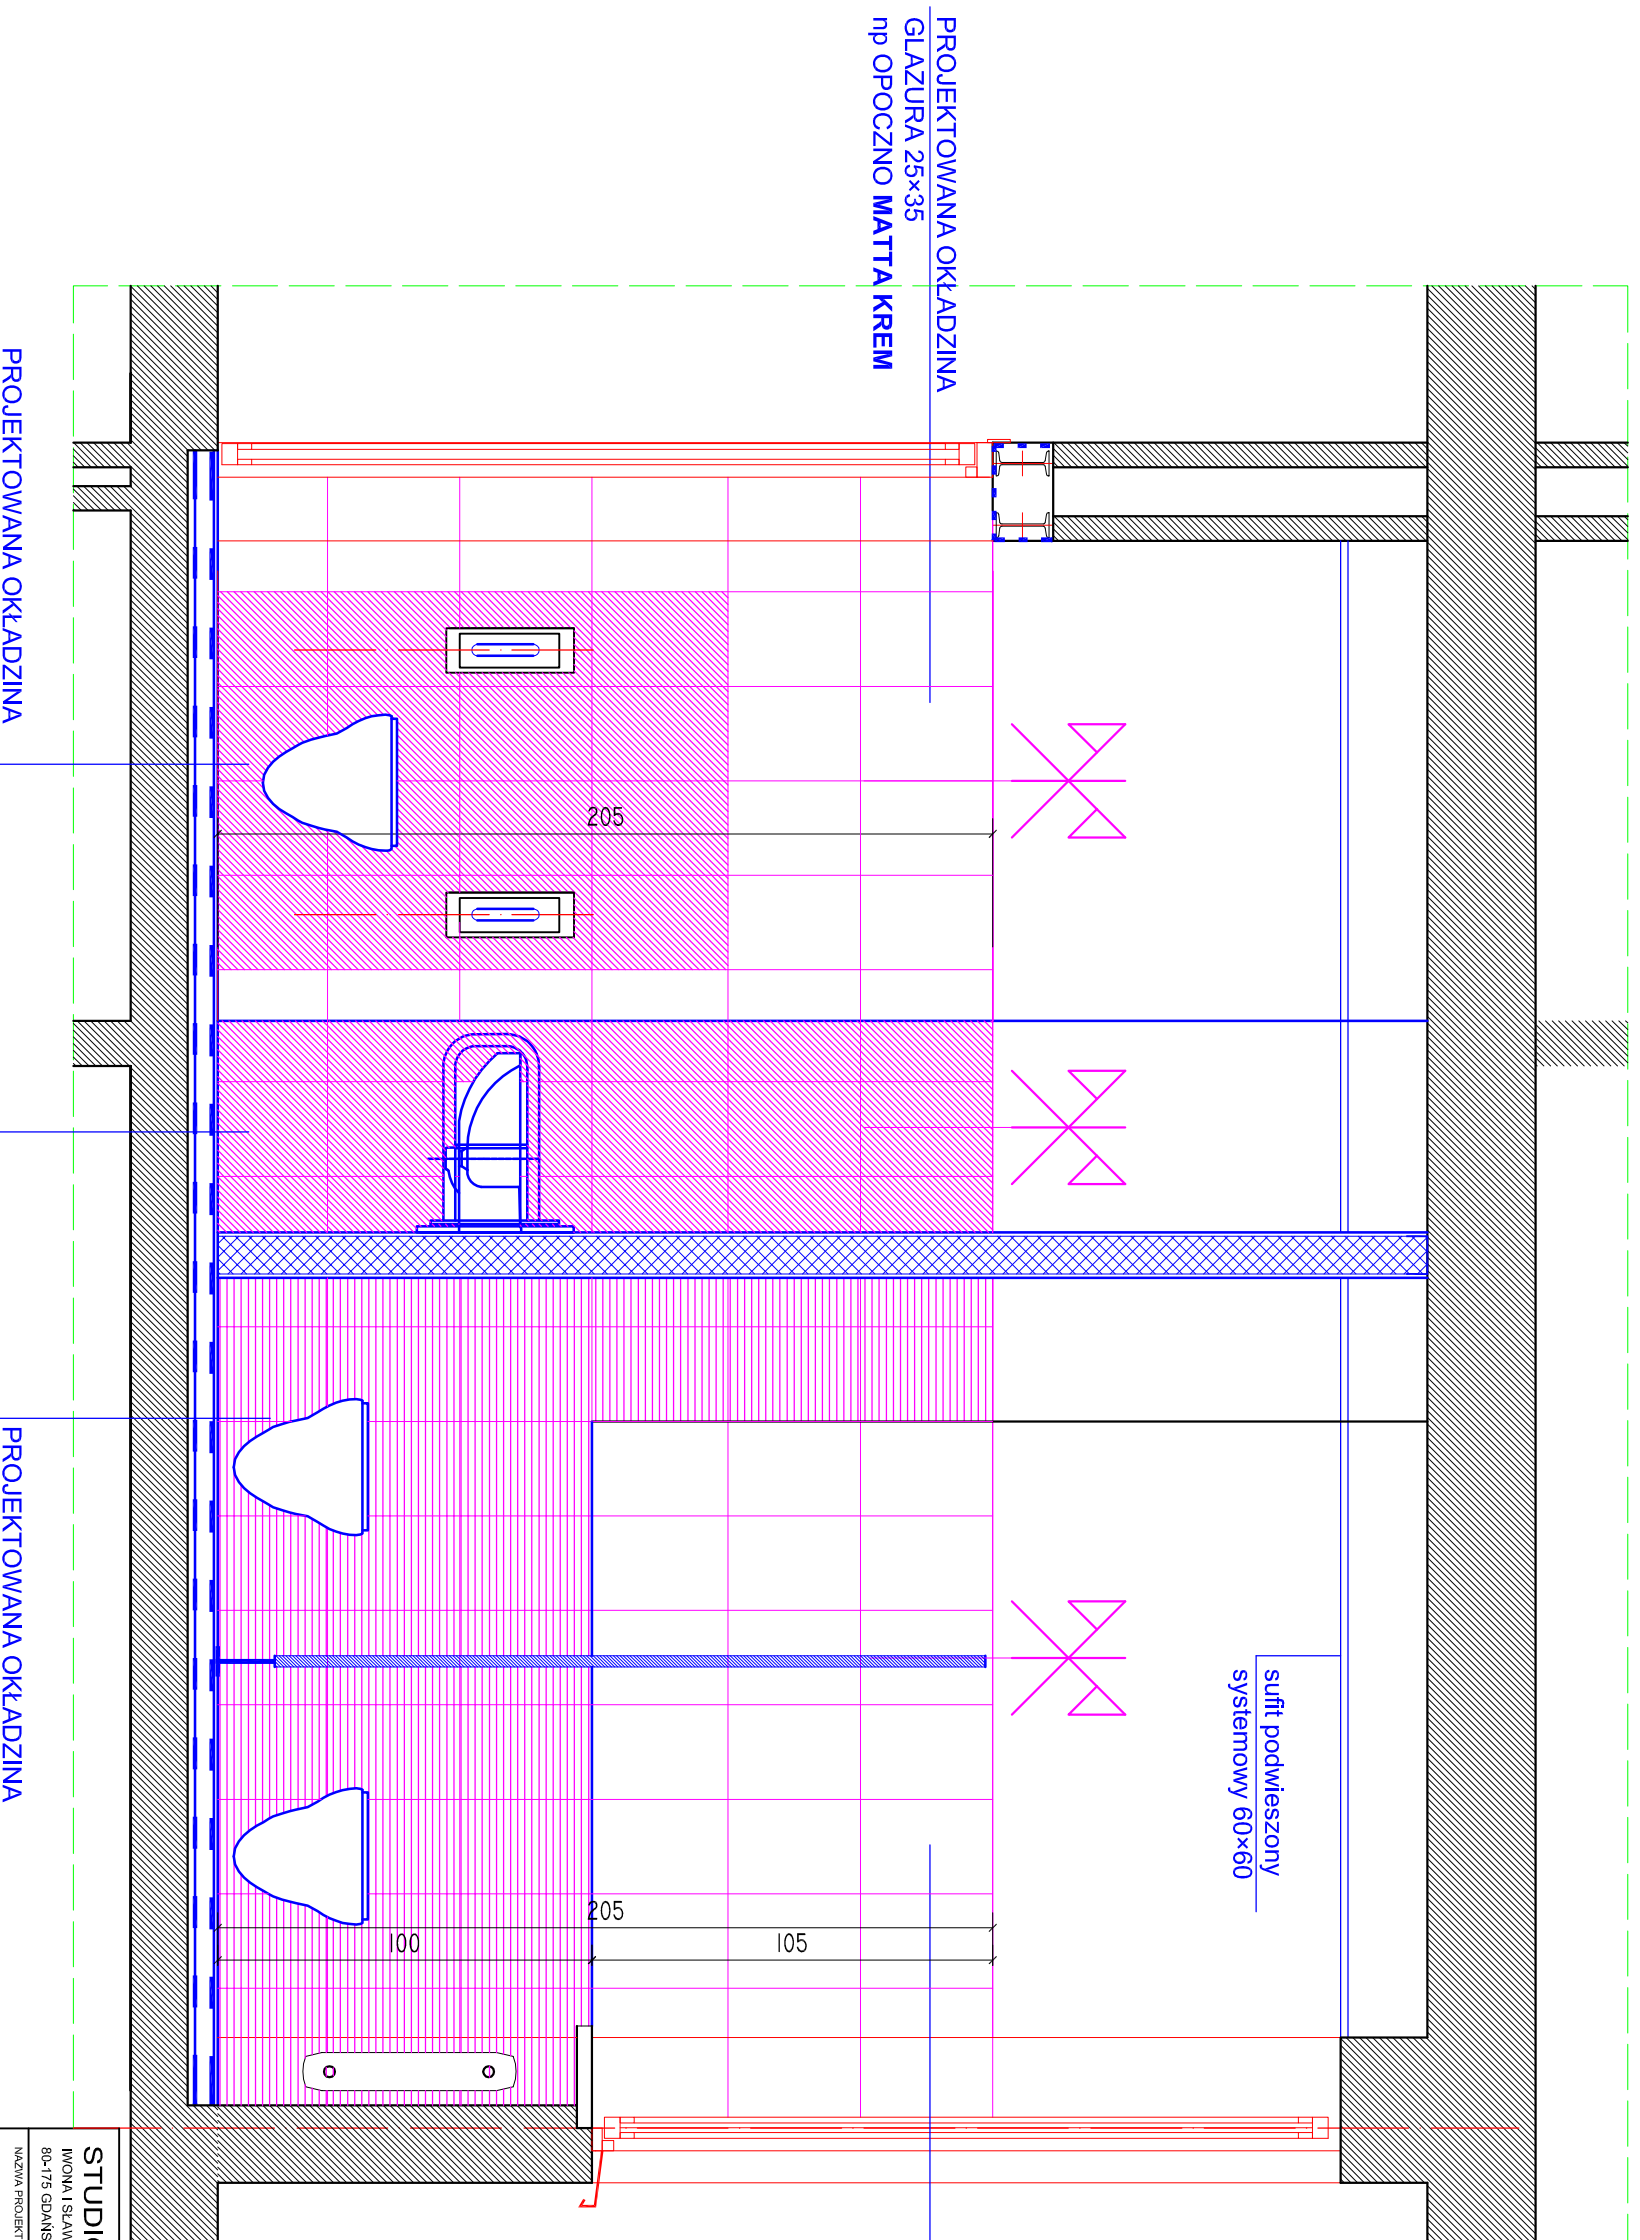 PROJEKTOWANA OKŁADZINA
GLAZURA 25×35
np OPOCZNO MATTA KREM
sufit podwieszony
systemowy 60×60
205
205
100
105
PROJEKTOWANA OKŁADZINA
PROJEKTOWANA OKŁADZINA
STUDIO
IWONA I SŁAW
80-175 GDAŃS
NAZWA PROJEKT